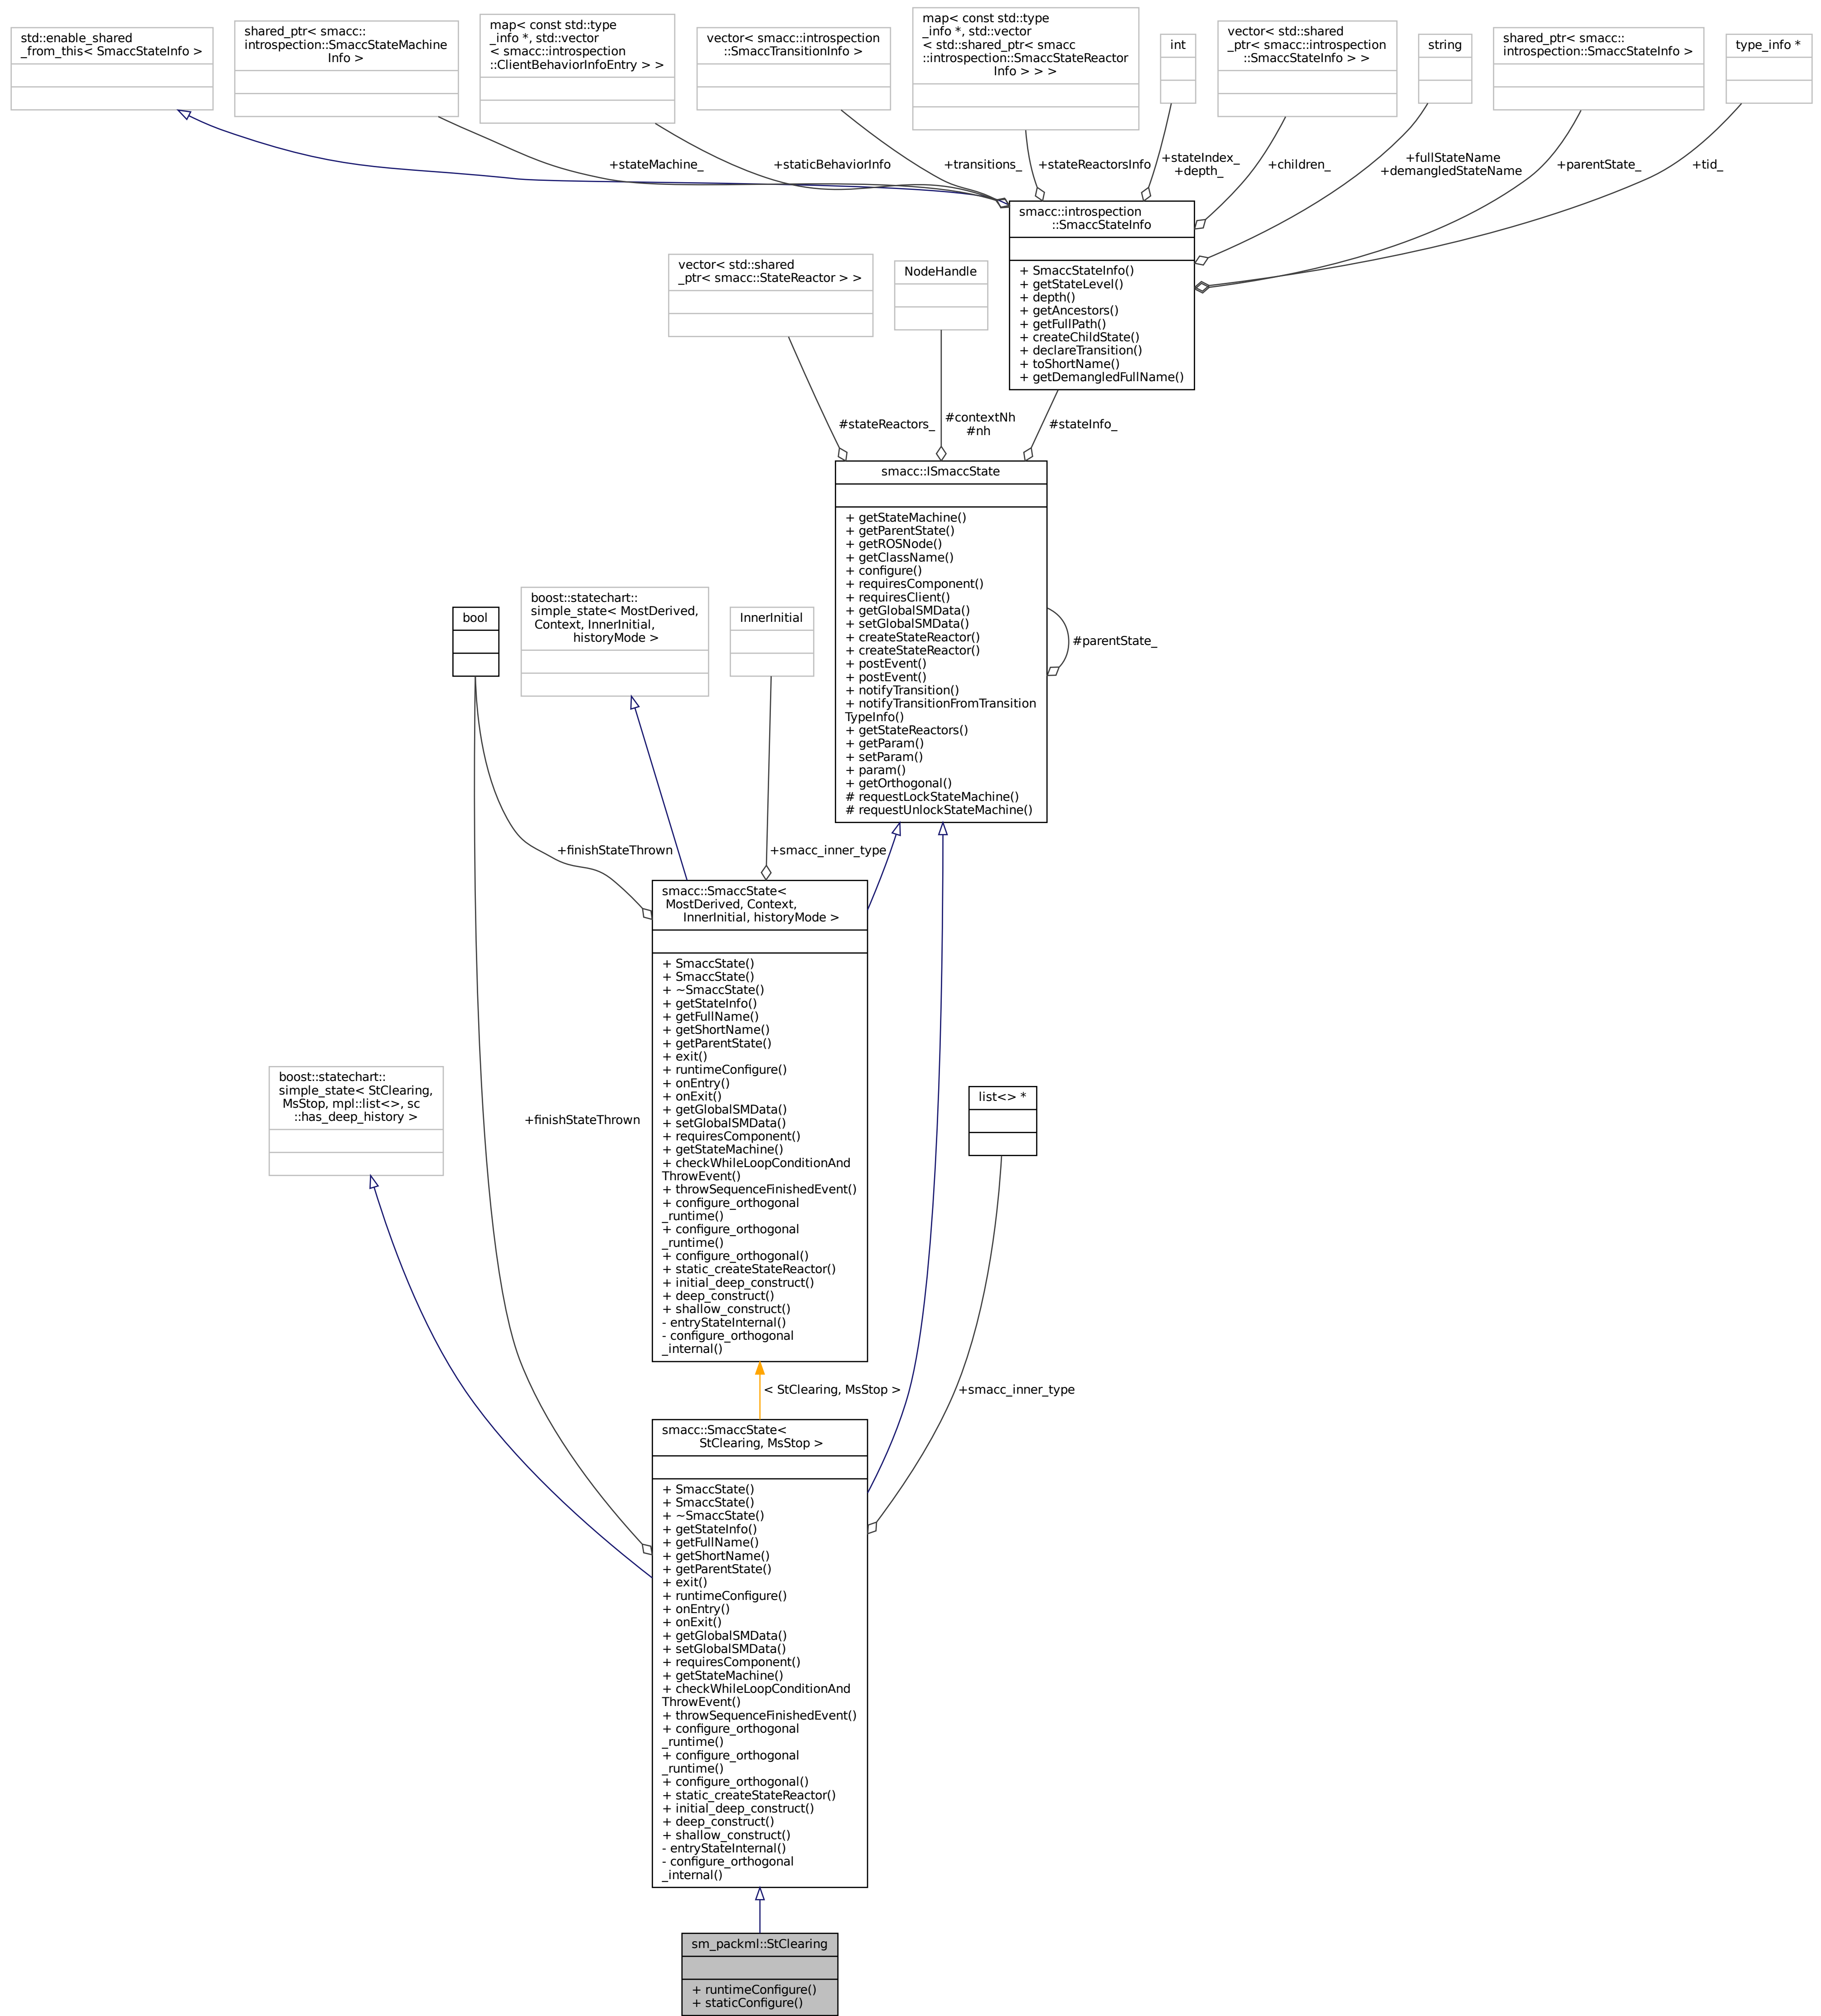 std::enable_shared
_from_this< SmaccStateInfo >
shared_ptr< smacc::
introspection::SmaccStateMachine
Info >
map< const std::type
_info *, std::vector
< smacc::introspection
::ClientBehaviorInfoEntry > >
vector< smacc::introspection
::SmaccTransitionInfo >
map< const std::type
_info *, std::vector
< std::shared_ptr< smacc
::introspection::SmaccStateReactor
Info > > >
int
vector< std::shared
_ptr< smacc::introspection
::SmaccStateInfo > >
string
shared_ptr< smacc::
introspection::SmaccStateInfo >
type_info *
+stateMachine_
+staticBehaviorInfo
+transitions_
+stateReactorsInfo
+stateIndex_
+depth_
+children_
+fullStateName
+demangledStateName
+parentState_
+tid_
smacc::introspection
::SmaccStateInfo
+ SmaccStateInfo()
+ getStateLevel()
+ depth()
+ getAncestors()
+ getFullPath()
+ createChildState()
+ declareTransition()
+ toShortName()
+ getDemangledFullName()
vector< std::shared
_ptr< smacc::StateReactor > >
NodeHandle
#stateReactors_
#contextNh
#nh
#stateInfo_
smacc::ISmaccState
+ getStateMachine()
+ getParentState()
+ getROSNode()
+ getClassName()
+ configure()
+ requiresComponent()
+ requiresClient()
+ getGlobalSMData()
+ setGlobalSMData()
+ createStateReactor()
+ createStateReactor()
+ postEvent()
+ postEvent()
+ notifyTransition()
+ notifyTransitionFromTransition
TypeInfo()
+ getStateReactors()
+ getParam()
+ setParam()
+ param()
+ getOrthogonal()
# requestLockStateMachine()
# requestUnlockStateMachine()
#parentState_
bool
boost::statechart::
simple_state< MostDerived,
Context, InnerInitial,
historyMode >
InnerInitial
+finishStateThrown
+smacc_inner_type
smacc::SmaccState<
MostDerived, Context,
InnerInitial, historyMode >
+ SmaccState()
+ SmaccState()
+ ~SmaccState()
+ getStateInfo()
+ getFullName()
+ getShortName()
+ getParentState()
+ exit()
+ runtimeConfigure()
+ onEntry()
+ onExit()
+ getGlobalSMData()
+ setGlobalSMData()
+ requiresComponent()
+ getStateMachine()
+ checkWhileLoopConditionAnd
ThrowEvent()
+ throwSequenceFinishedEvent()
+ configure_orthogonal
_runtime()
+ configure_orthogonal
_runtime()
+ configure_orthogonal()
+ static_createStateReactor()
+ initial_deep_construct()
+ deep_construct()
+ shallow_construct()
- entryStateInternal()
- configure_orthogonal
_internal()
boost::statechart::
simple_state< StClearing,
MsStop, mpl::list<>, sc
::has_deep_history >
+finishStateThrown
list<> *
< StClearing, MsStop >
+smacc_inner_type
smacc::SmaccState<
StClearing, MsStop >
+ SmaccState()
+ SmaccState()
+ ~SmaccState()
+ getStateInfo()
+ getFullName()
+ getShortName()
+ getParentState()
+ exit()
+ runtimeConfigure()
+ onEntry()
+ onExit()
+ getGlobalSMData()
+ setGlobalSMData()
+ requiresComponent()
+ getStateMachine()
+ checkWhileLoopConditionAnd
ThrowEvent()
+ throwSequenceFinishedEvent()
+ configure_orthogonal
_runtime()
+ configure_orthogonal
_runtime()
+ configure_orthogonal()
+ static_createStateReactor()
+ initial_deep_construct()
+ deep_construct()
+ shallow_construct()
- entryStateInternal()
- configure_orthogonal
_internal()
sm_packml::StClearing
+ runtimeConfigure()
+ staticConfigure()